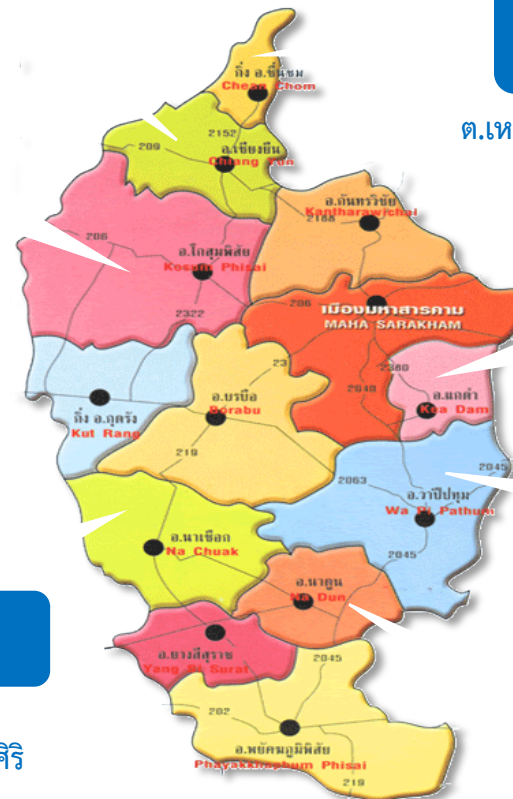 กิ่ง อ.ชื่นชม
Chean Chom
ต.เห
2152
209
อ.เชียงยืน
Chiang Yun
อ.กันทรวิชัย
Kantharawichai
2188
206
อ.โกสุมพิสัย
Kosum Phisai
2322
206
เมืองมหาสารคาม
MAHA SARAKHAM
23
2380
2040
อ.แกดำ
Kea Dam
กิ่ง อ.กุดรัง
Kut Rang
อ.บรบือ
Borabu
219
2045
2063
อ.วาปีปทุม
Wa Pi Pathum
2045
อ.นาเชือก
Na Chuak
อ.นาดูน
Na Dun
อ.ยางสีสุราช
Yang Si Surat
2045
202
อ.พยัคฆภูมิพิสัย
Phayakkhaphum Phisai
219
ศิริ